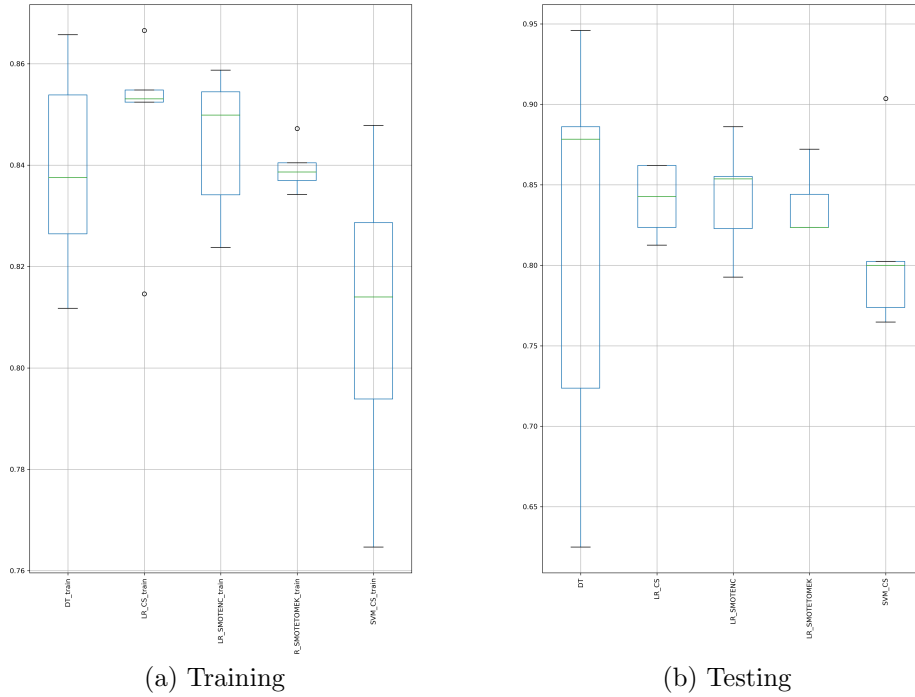 0.86
0.84
0.82
0.80
0.78
0.76
DT_train
LR_CS_train
LR_SMOTENC_train
R_SMOTETOMEK_train
SVM_CS_train
(a) Training
0.95
0.90
0.85
0.80
0.75
0.70
0.65
DT
LR_CS
LR_SMOTENC
LR_SMOTETOMEK
SVM_CS
(b) Testing